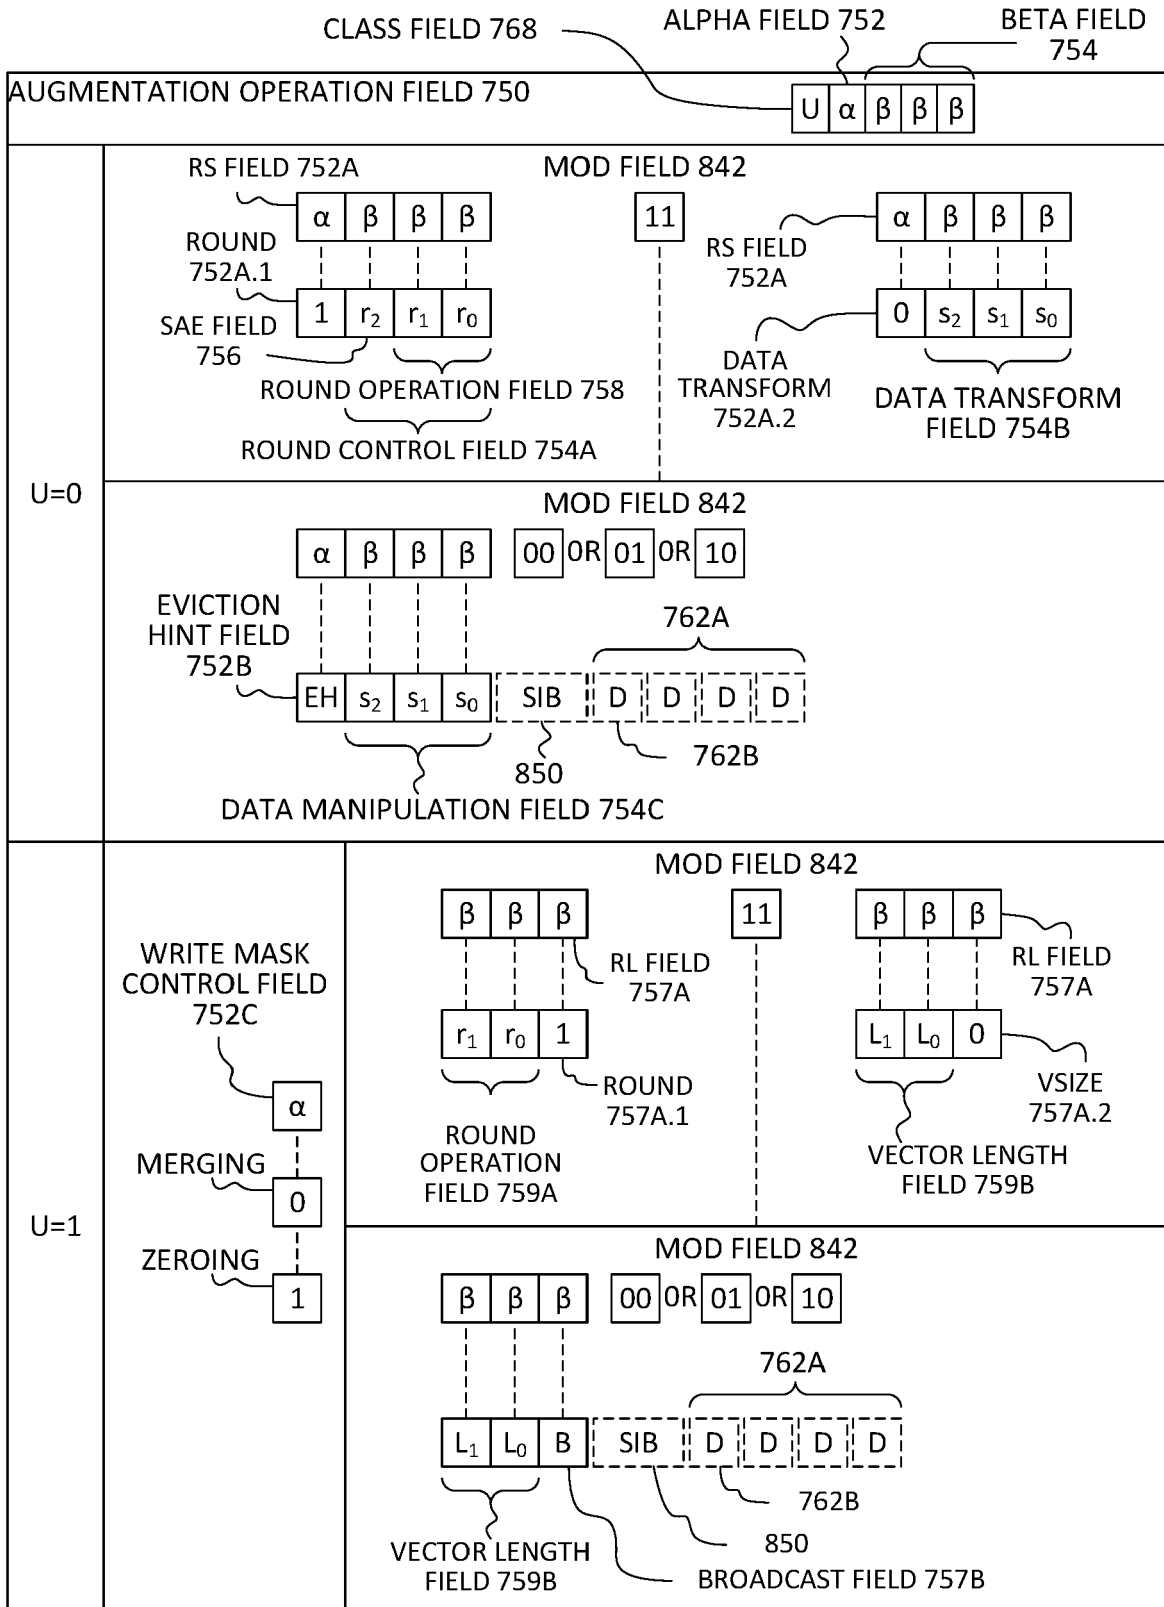 CLASS FIELD 768
ALPHA FIELD 752
BETA FIELD
754
AUGMENTATION OPERATION FIELD 750
U α β β β
U=0
RS FIELD 752A
MOD FIELD 842
α β β β
11
α β β β
ROUND
752A.1
RS FIELD
752A
1 r2 r1 r0
0 s2 s1 s0
SAE FIELD
756
DATA
TRANSFORM
752A.2
ROUND OPERATION FIELD 758
ROUND CONTROL FIELD 754A
DATA TRANSFORM
FIELD 754B
MOD FIELD 842
α β β β
00 0R 01 0R 10
EVICTION
HINT FIELD
752B
762A
EH s2 s1 s0 SIB D D D D
850
762B
DATA MANIPULATION FIELD 754C
U=1
WRITE MASK
CONTROL FIELD
752C
α
MERGING
0
ZEROING
1
MOD FIELD 842
β β β
11
β β β
RL FIELD
757A
RL FIELD
757A
r1 r0 1
L1 L0 0
ROUND
757A.1
VSIZE
757A.2
ROUND
OPERATION
FIELD 759A
VECTOR LENGTH
FIELD 759B
MOD FIELD 842
β β β
00 0R 01 0R 10
762A
L1 L0 B SIB D D D D
762B
850
VECTOR LENGTH
FIELD 759B
BROADCAST FIELD 757B